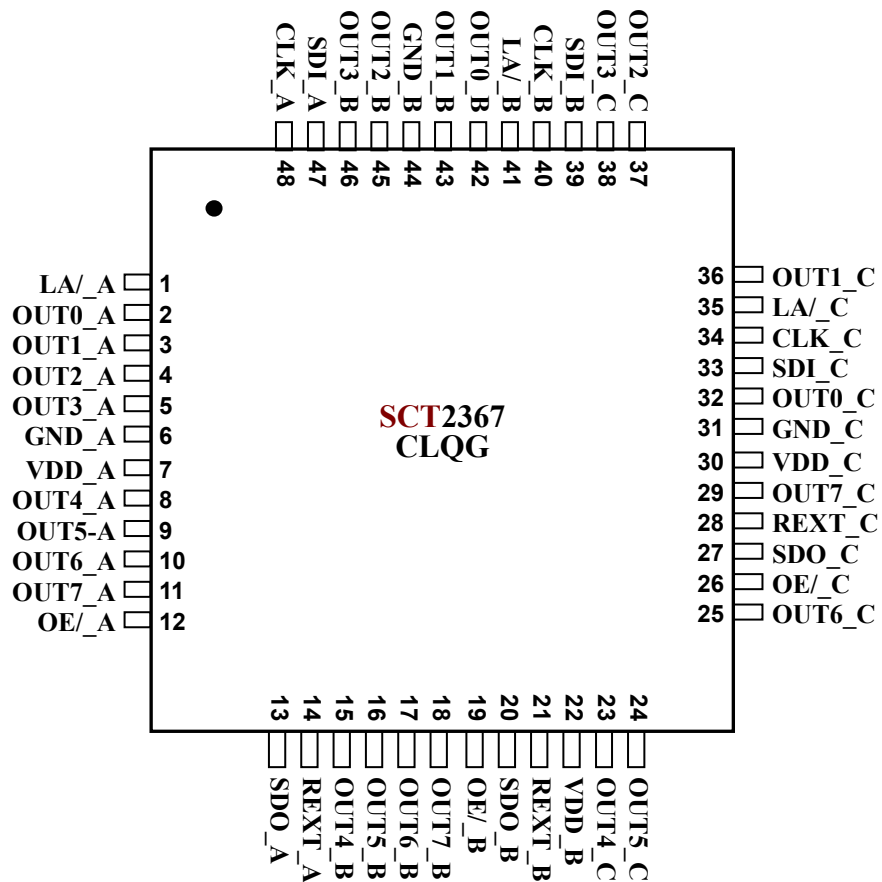 CLK_A
SDI_A
OUT3_B
OUT2_B
GND_B
OUT1_B
OUT0_B
LA/_B
CLK_B
SDI_B
OUT3_C
OUT2_C
48
47
46
45
44
43
42
41
40
39
38
37
LA/_A 1
OUT0_A 2
OUT1_A 3
OUT2_A 4
OUT3_A 5
GND_A 6
VDD_A 7
OUT4_A 8
OUT5-A 9
OUT6_A 10
OUT7_A 11
OE/_A 12
SCT2367
CLQG
36 OUT1_C
35 LA/_C
34 CLK_C
33 SDI_C
32 OUT0_C
31 GND_C
30 VDD_C
29 OUT7_C
28 REXT_C
27 SDO_C
26 OE/_C
25 OUT6_C
13
14
15
16
17
18
19
20
21
22
23
24
SDO_A
REXT_A
OUT4_B
OUT5_B
OUT6_B
OUT7_B
OE/_B
SDO_B
REXT_B
VDD_B
OUT4_C
OUT5_C